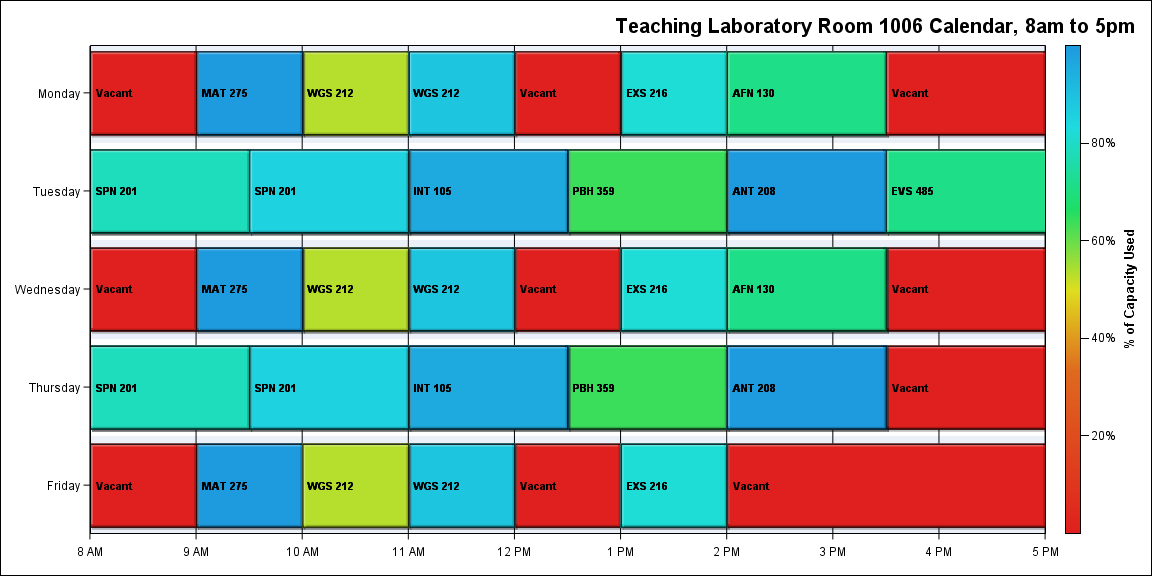 Teaching Laboratory Room 1006 Calendar, 8am to 5pm
Monday
Vacant
MAT 275
WGS 212
WGS 212
Vacant
EXS 216
AFN 130
Vacant
Tuesday
SPN 201
SPN 201
INT 105
PBH 359
ANT 208
EVS 485
Wednesday
Vacant
MAT 275
WGS 212
WGS 212
Vacant
EXS 216
AFN 130
Vacant
Thursday
SPN 201
SPN 201
INT 105
PBH 359
ANT 208
Vacant
Friday
Vacant
MAT 275
WGS 212
WGS 212
Vacant
EXS 216
Vacant
8 AM
9 AM
10 AM
11 AM
12 PM
1 PM
2 PM
3 PM
4 PM
5 PM
80%
60%
40%
20%
% of Capacity Used